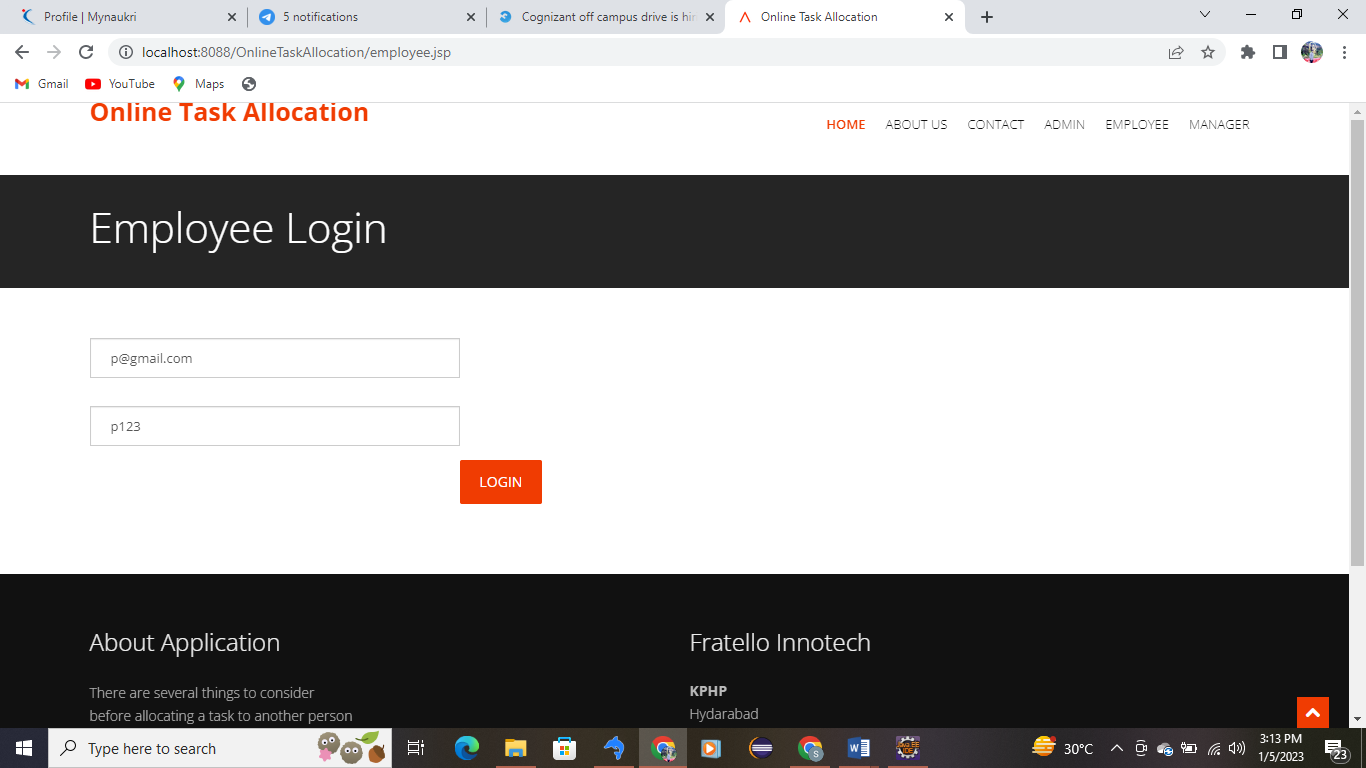 Profile | Mynaukri
5 notifications
Cognizant off campus drive is hir
Online Task Allocation
localhost:8088/OnlineTaskAllocation/employee.jsp
Gmail YouTube Maps
Online Task Allocation
HOME ABOUT US CONTACT ADMIN EMPLOYEE MANAGER
Employee Login
p@gmail.com
p123
LOGIN
About Application
There are several things to consider
before allocating a task to another person
Fratello Innotech
KPHP
Hydarabad
Type here to search
30°C
3:13 PM
1/5/2023
23